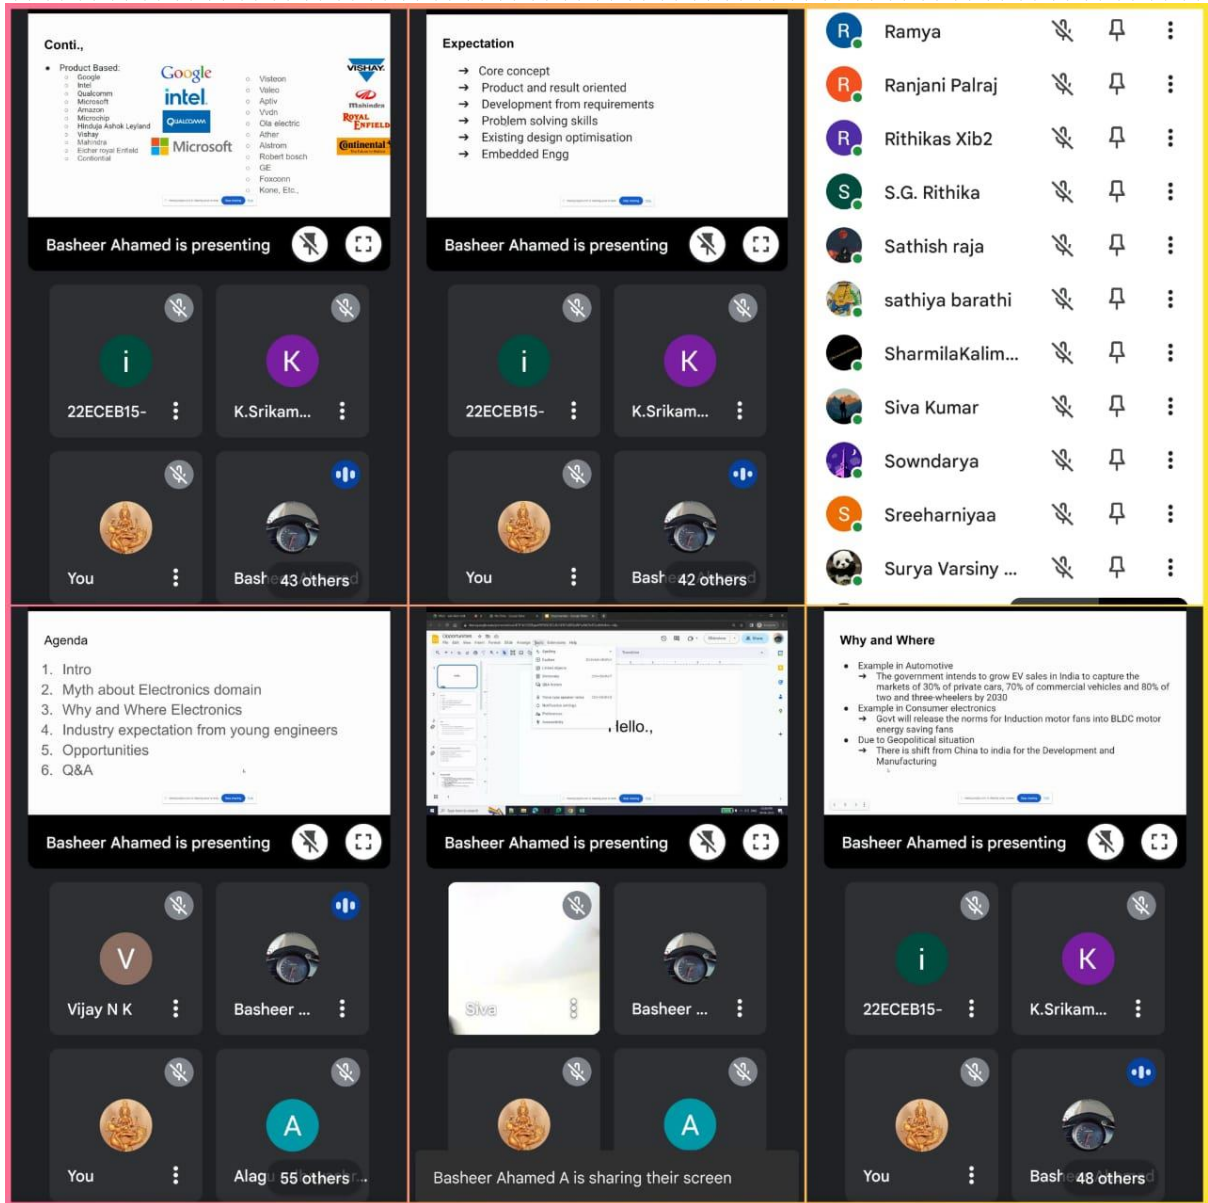 Conti.,
● Product Based:
○ Google
○ Intel
○ Qualcomm
○ Microsoft
○ Amazon
○ Microchip
○ Hinduja Ashok Leyland
○ Vishay
○ Mahindra
○ Eicher royal Enfield
○ Contiental
Google
intel.
QUALCOMM
Microsoft
○ Visteon
○ Valeo
○ Aptiv
○ Vvdn
○ Ola electric
○ Ather
○ Alstrom
○ Robert bosch
○ GE
○ Foxconn
○ Kone, Etc.,
VISHAY.
Mahindra
ROYAL
ENFIELD
Continental
Basheer Ahamed is presenting
i
K
22ECEB15-
K.Srikam...
You
Bash
43 others
Expectation
➔ Core concept
➔ Product and result oriented
➔ Development from requirements
➔ Problem solving skills
➔ Existing design optimisation
➔ Embedded Engg
Basheer Ahamed is presenting
i
K
22ECEB15-
K.Srikam...
You
Bash
42 others
R Ramya
R Ranjani Palraj
R Rithikas Xib2
S S.G. Rithika
Sathish raja
sathiya barathi
SharmilaKalim...
Siva Kumar
Sowndarya
S Sreeharniyaa
Surya Varsiny ...
Agenda
1. Intro
2. Myth about Electronics domain
3. Why and Where Electronics
4. Industry expectation from young engineers
5. Opportunities
6. Q&A
Basheer Ahamed is presenting
V
Vijay N K
Basheer ...
A
You
Alagu
55 others
Hello.,
Basheer Ahamed is presenting
Siva
Basheer ...
A
Basheer Ahamed A is sharing their screen
Why and Where
● Example in Automotive
➔ The government intends to grow EV sales in India to capture the
markets of 30% of private cars, 70% of commercial vehicles and 80% of
two and three-wheelers by 2030
● Example in Consumer electronics
➔ Govt will release the norms for Induction motor fans into BLDC motor
energy saving fans
● Due to Geopolitical situation
➔ There is shift from China to india for the Development and
Manufacturing
Basheer Ahamed is presenting
i
K
22ECEB15-
K.Srikam...
You
Bash
48 others